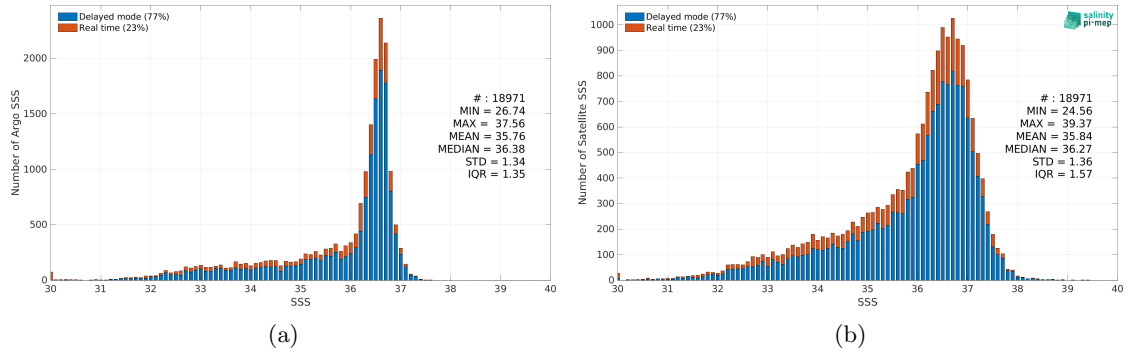 Delayed mode (77%)
Real time (23%)
Number of Argo SSS
2000
1500
1000
500
0
# : 18971
MIN = 26.74
MAX = 37.56
MEAN = 35.76
MEDIAN = 36.38
STD = 1.34
IQR = 1.35
30 31 32 33 34 35 36 37 38 39 40
SSS
(a)
Delayed mode (77%)
Real time (23%)
salinity
pi-mep
Number of Satellite SSS
1000
900
800
700
600
500
400
300
200
100
0
# : 18971
MIN = 24.56
MAX = 39.37
MEAN = 35.84
MEDIAN = 36.27
STD = 1.36
IQR = 1.57
30 31 32 33 34 35 36 37 38 39 40
SSS
(b)